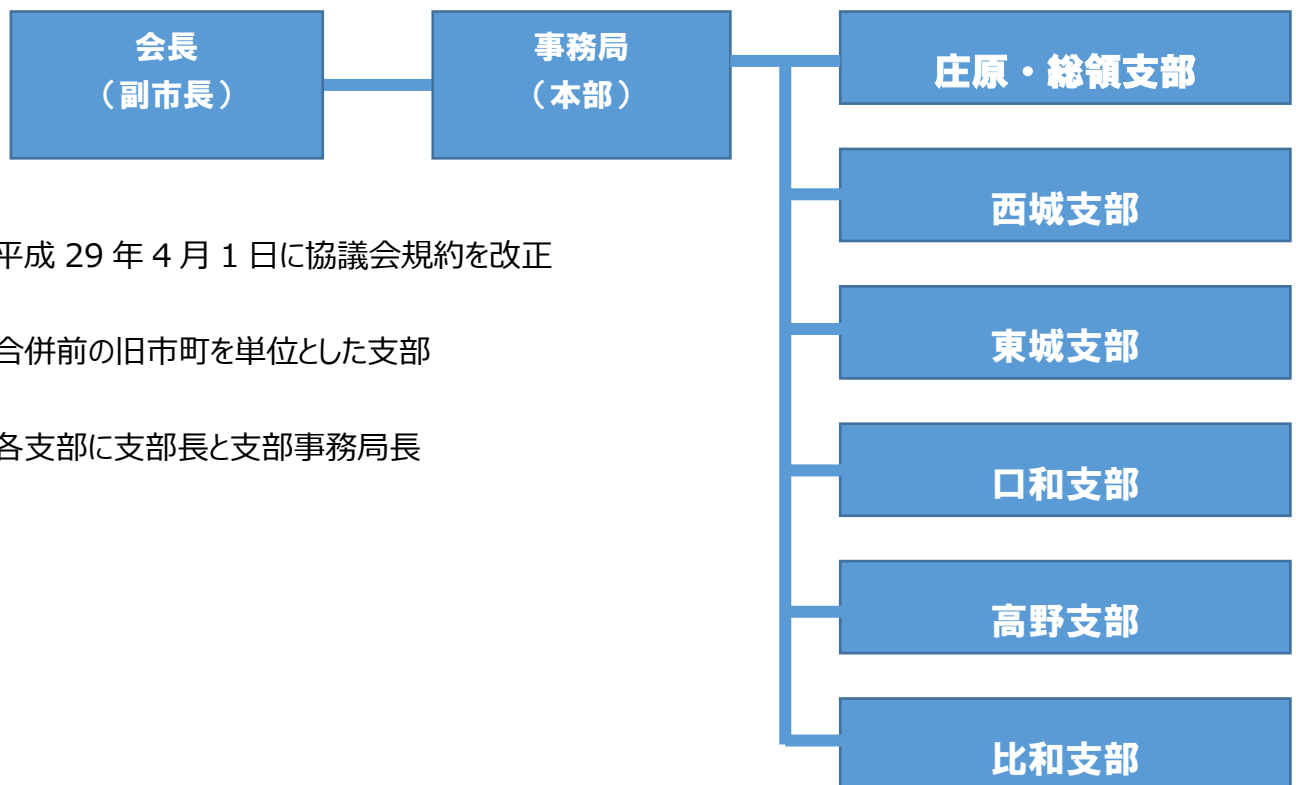 会長
（副市長）
事務局
（本部）
庄原・総領支部
西城支部
平成 29 年 4 月 1 日に協議会規約を改正
東城支部
合併前の旧市町を単位とした支部
各支部に支部長と支部事務局長
口和支部
高野支部
比和支部